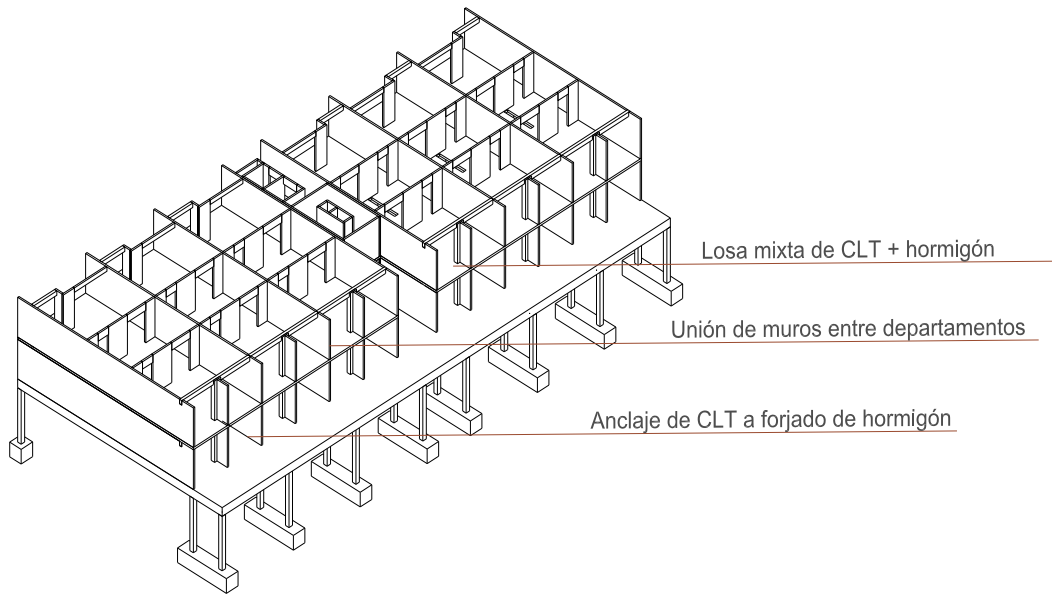 Losa mixta de CLT + hormigón
Unión de muros entre departamentos
Anclaje de CLT a forjado de hormigón